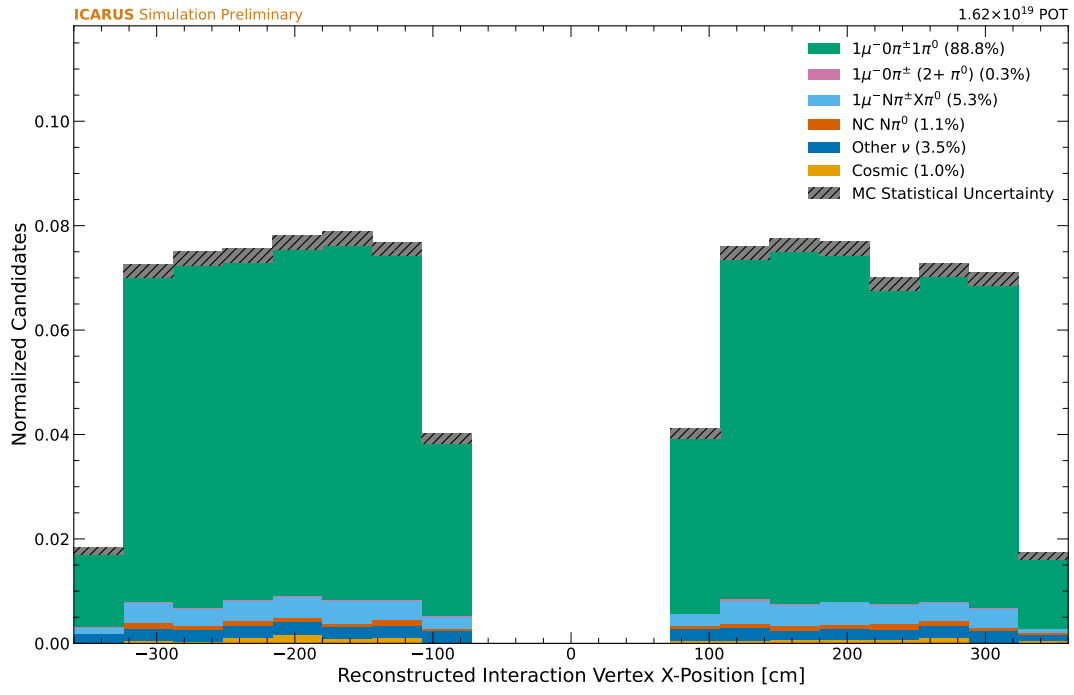 ICARUS Simulation Preliminary
1.62×10¹⁹ POT
1μ⁻0π±1π⁰ (88.8%)
1μ⁻0π± (2+ π⁰) (0.3%)
1μ⁻Nπ±Xπ⁰ (5.3%)
NC Nπ⁰ (1.1%)
Other ν (3.5%)
Cosmic (1.0%)
MC Statistical Uncertainty
Normalized Candidates
0.10
0.08
0.06
0.04
0.02
0.00
−300
−200
−100
0
100
200
300
Reconstructed Interaction Vertex X-Position [cm]